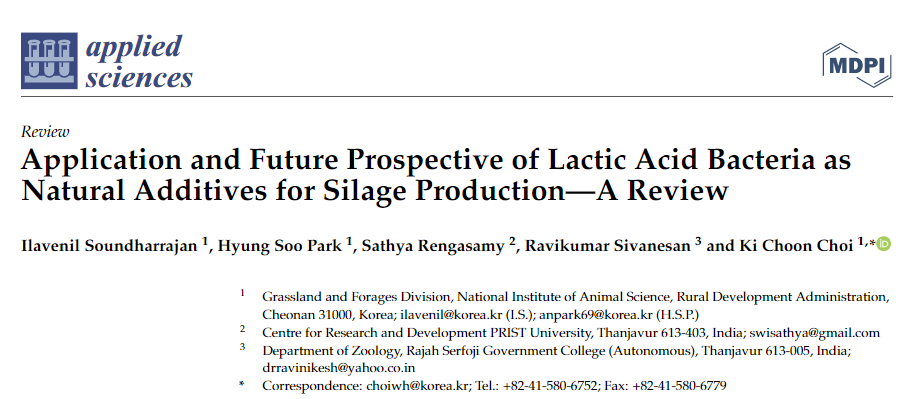 applied
sciences
MDPI
Review
Application and Future Prospective of Lactic Acid Bacteria as
Natural Additives for Silage Production—A Review
Ilavenil Soundharrajan 1, Hyung Soo Park 1, Sathya Rengasamy 2, Ravikumar Sivanesan 3 and Ki Choon Choi 1,* iD
1 Grassland and Forages Division, National Institute of Animal Science, Rural Development Administration,
Cheonan 31000, Korea; ilavenil@korea.kr (I.S.); anpark69@korea.kr (H.S.P.)
2 Centre for Research and Development PRIST University, Thanjavur 613-403, India; swisathya@gmail.com
3 Department of Zoology, Rajah Serfoji Government College (Autonomous), Thanjavur 613-005, India;
drravinikesh@yahoo.co.in
* Correspondence: choiwh@korea.kr; Tel.: +82-41-580-6752; Fax: +82-41-580-6779